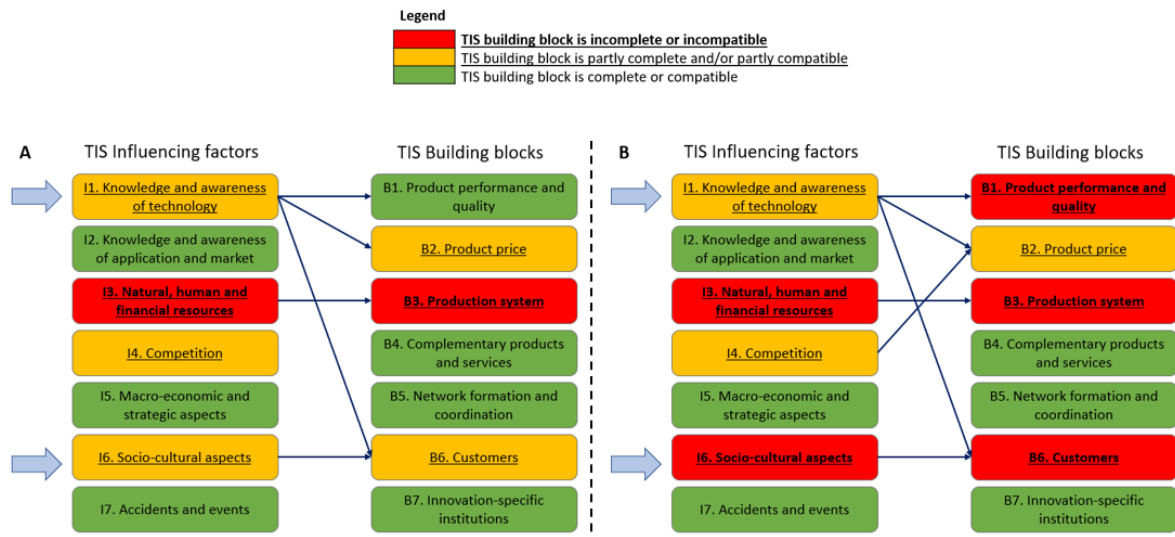 Legend
TIS building block is incomplete or incompatible
TIS building block is partly complete and/or partly compatible
TIS building block is complete or compatible
A
TIS Influencing factors
TIS Building blocks
I1. Knowledge and awareness
of technology
B1. Product performance and
quality
I2. Knowledge and awareness
of application and market
B2. Product price
I3. Natural, human and
financial resources
B3. Production system
I4. Competition
B4. Complementary products
and services
I5. Macro-economic and
strategic aspects
B5. Network formation and
coordination
I6. Socio-cultural aspects
B6. Customers
I7. Accidents and events
B7. Innovation-specific
institutions
B
TIS Influencing factors
TIS Building blocks
I1. Knowledge and awareness
of technology
B1. Product performance and
quality
I2. Knowledge and awareness
of application and market
B2. Product price
I3. Natural, human and
financial resources
B3. Production system
I4. Competition
B4. Complementary products
and services
I5. Macro-economic and
strategic aspects
B5. Network formation and
coordination
I6. Socio-cultural aspects
B6. Customers
I7. Accidents and events
B7. Innovation-specific
institutions